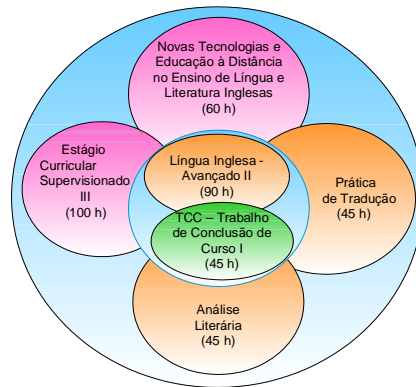 Novas Tecnologias e
Educação à Distância
no Ensino de Língua e
Literatura Inglesas
(60 h)
Estágio
Curricular
Supervisionado
III
(100 h)
Língua Inglesa -
Avançado II
(90 h)
Prática
de Tradução
(45 h)
TCC – Trabalho
de Conclusão de
Curso I
(45 h)
Análise
Literária
(45 h)